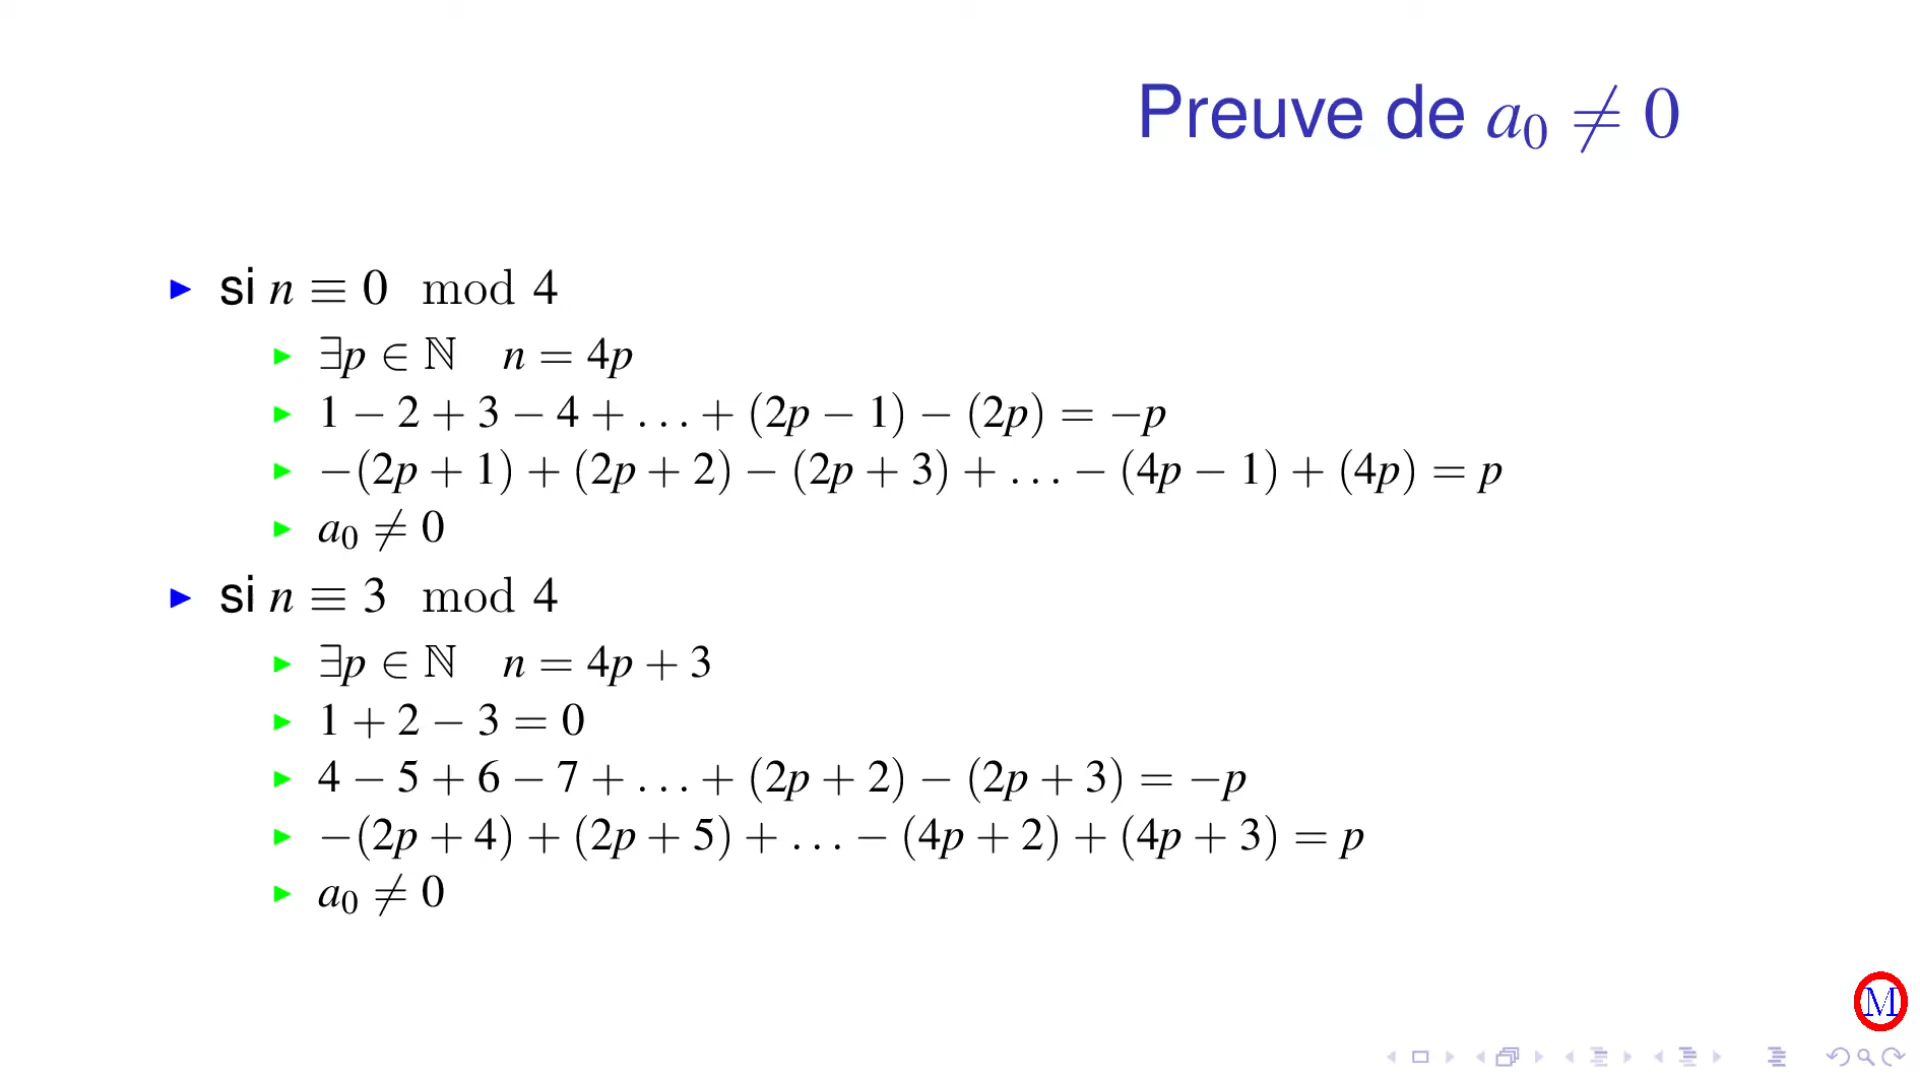 Preuve de a₀ ≠ 0
si n ≡ 0 mod 4
∃p ∈ ℕ n = 4p
1 − 2 + 3 − 4 + … + (2p − 1) − (2p) = −p
−(2p + 1) + (2p + 2) − (2p + 3) + … − (4p − 1) + (4p) = p
a₀ ≠ 0
si n ≡ 3 mod 4
∃p ∈ ℕ n = 4p + 3
1 + 2 − 3 = 0
4 − 5 + 6 − 7 + … + (2p + 2) − (2p + 3) = −p
−(2p + 4) + (2p + 5) + … − (4p + 2) + (4p + 3) = p
a₀ ≠ 0
M